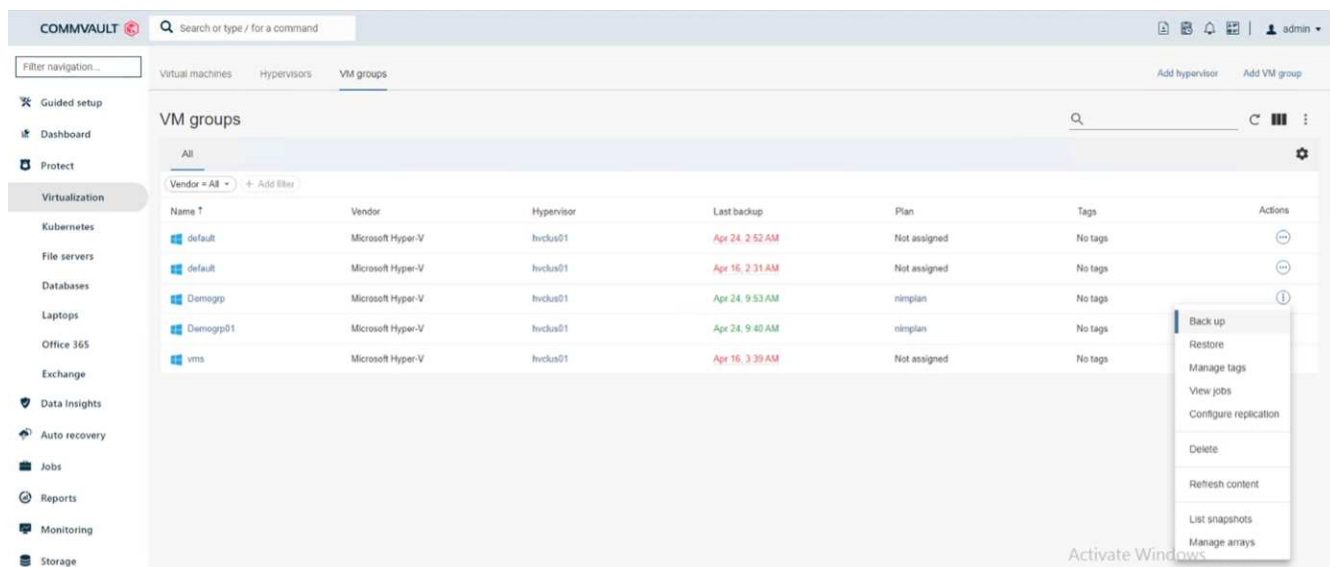 COMMVAULT
Search or type / for a command
admin
Filter navigation...
Guided setup
Dashboard
Protect
Virtualization
Kubernetes
File servers
Databases
Laptops
Office 365
Exchange
Data Insights
Auto recovery
Jobs
Reports
Monitoring
Storage
Virtual machines Hypervisors VM groups Add hypervisor Add VM group
VM groups
All
Vendor = All + Add filter
Name ↑ Vendor Hypervisor Last backup Plan Tags Actions
default Microsoft Hyper-V hvclus01 Apr 24, 2:52 AM Not assigned No tags
default Microsoft Hyper-V hvclus01 Apr 16, 2:31 AM Not assigned No tags
Demogrp Microsoft Hyper-V hvclus01 Apr 24, 9:53 AM nimplan No tags
Demogrp01 Microsoft Hyper-V hvclus01 Apr 24, 9:40 AM nimplan No tags
vms Microsoft Hyper-V hvclus01 Apr 16, 3:39 AM Not assigned No tags
Back up
Restore
Manage tags
View jobs
Configure replication
Delete
Refresh content
List snapshots
Manage arrays
Activate Windows